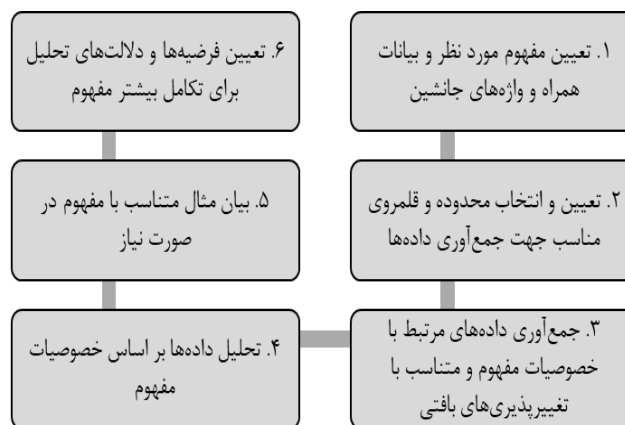 ۱. تعیین مفهوم مورد نظر و بیانات
همراه و واژه‌های جانشین
۲. تعیین و انتخاب محدوده و قلمروی
مناسب جهت جمع‌آوری داده‌ها
۳. جمع‌آوری داده‌های مرتبط با
خصوصیات مفهوم و متناسب با
تغییرپذیری‌های بافتی
۴. تحلیل داده‌ها بر اساس خصوصیات
مفهوم
۵. بیان مثال متناسب با مفهوم در
صورت نیاز
۶. تعیین فرضیه‌ها و دلالت‌های تحلیل
برای تکامل بیشتر مفهوم